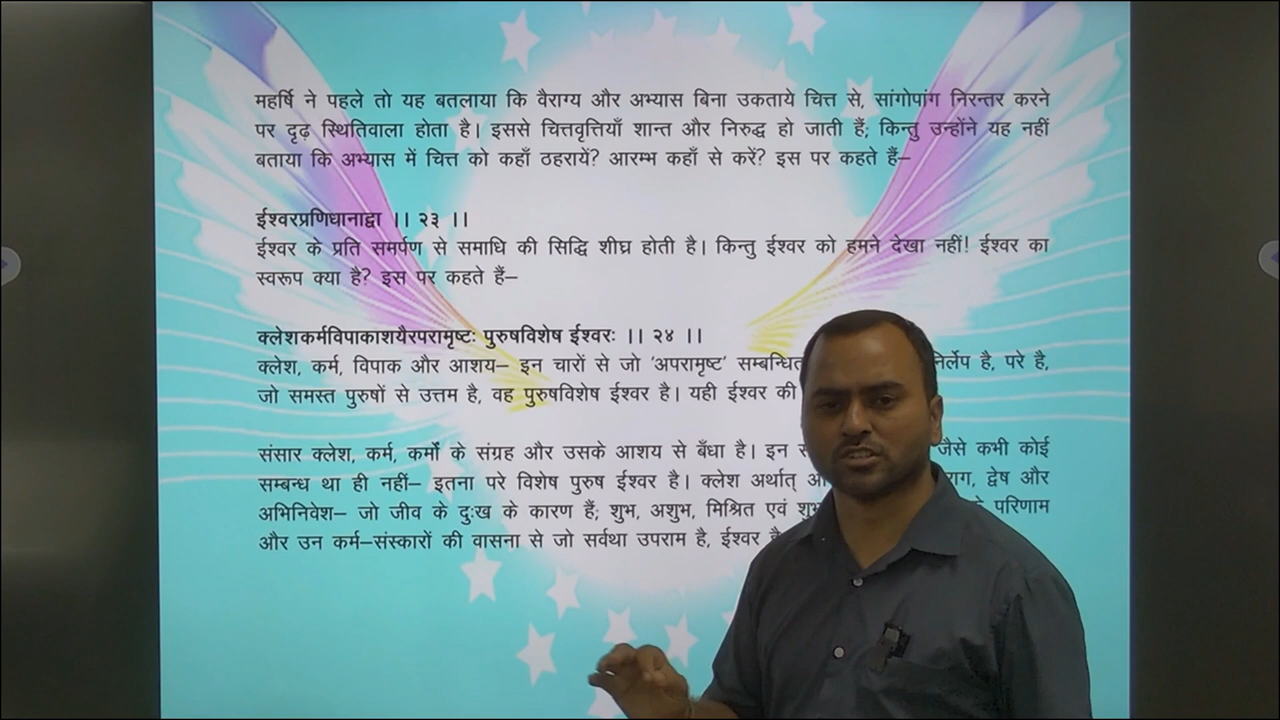 महर्षि ने पहले तो यह बतलाया कि वैराग्य और अभ्यास बिना उकताये चित्त से, सांगोपांग निरन्तर करने
पर दृढ़ स्थितिवाला होता है। इससे चित्तवृत्तियाँ शान्त और निरुद्ध हो जाती हैं; किन्तु उन्होंने यह नहीं
बताया कि अभ्यास में चित्त को कहाँ ठहरायें? आरम्भ कहाँ से करें? इस पर कहते हैं–
ईश्वरप्रणिधानाद्वा ।। २३ ।।
ईश्वर के प्रति समर्पण से समाधि की सिद्धि शीघ्र होती है। किन्तु ईश्वर को हमने देखा नहीं! ईश्वर का
स्वरूप क्या है? इस पर कहते हैं–
क्लेशकर्मविपाकाशयैरपरामृष्टः पुरुषविशेष ईश्वरः ।। २४ ।।
क्लेश, कर्म, विपाक और आशय– इन चारों से जो ‘अपरामृष्ट’ सम्बन्धित निर्लेप है, परे है,
जो समस्त पुरुषों से उत्तम है, वह पुरुषविशेष ईश्वर है। यही ईश्वर की
संसार क्लेश, कर्म, कर्मों के संग्रह और उसके आशय से बँधा है। इन जैसे कभी कोई
सम्बन्ध था ही नहीं– इतना परे विशेष पुरुष ईश्वर है। क्लेश अर्थात् राग, द्वेष और
अभिनिवेश– जो जीव के दुःख के कारण हैं; शुभ, अशुभ, मिश्रित एवं परिणाम
और उन कर्म–संस्कारों की वासना से जो सर्वथा उपराम है, ईश्वर